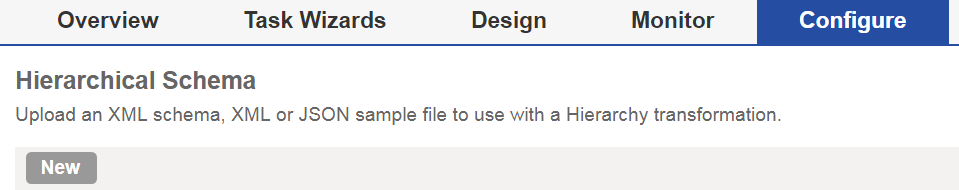 Overview Task Wizards Design Monitor Configure
Hierarchical Schema
Upload an XML schema, XML or JSON sample file to use with a Hierarchy transformation.
New